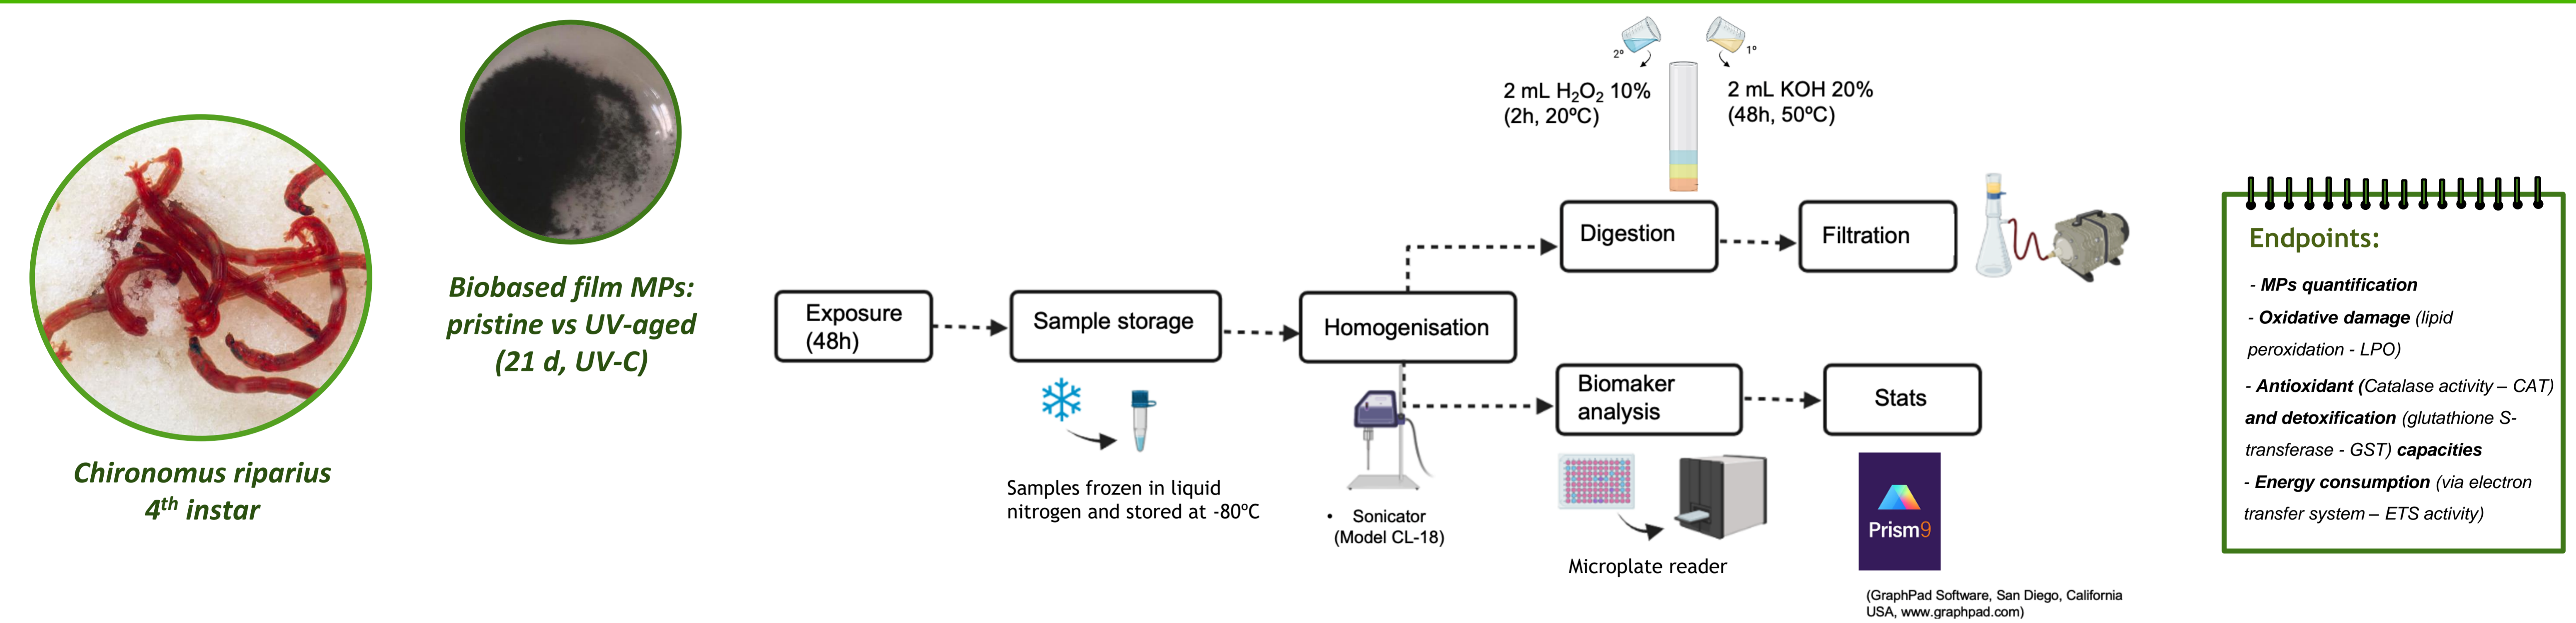 Chironomus riparius
4th instar
Biobased film MPs:
pristine vs UV-aged
(21 d, UV-C)
Exposure
(48h)
Sample storage
Samples frozen in liquid
nitrogen and stored at -80ºC
Homogenisation
• Sonicator
(Model CL-18)
2º
1º
2 mL H₂O₂ 10%
(2h, 20ºC)
2 mL KOH 20%
(48h, 50ºC)
Digestion
Filtration
Biomaker
analysis
Microplate reader
Stats
Prism9
(GraphPad Software, San Diego, California
USA, www.graphpad.com)
Endpoints:
- MPs quantification
- Oxidative damage (lipid
peroxidation - LPO)
- Antioxidant (Catalase activity – CAT)
and detoxification (glutathione S-
transferase - GST) capacities
- Energy consumption (via electron
transfer system – ETS activity)